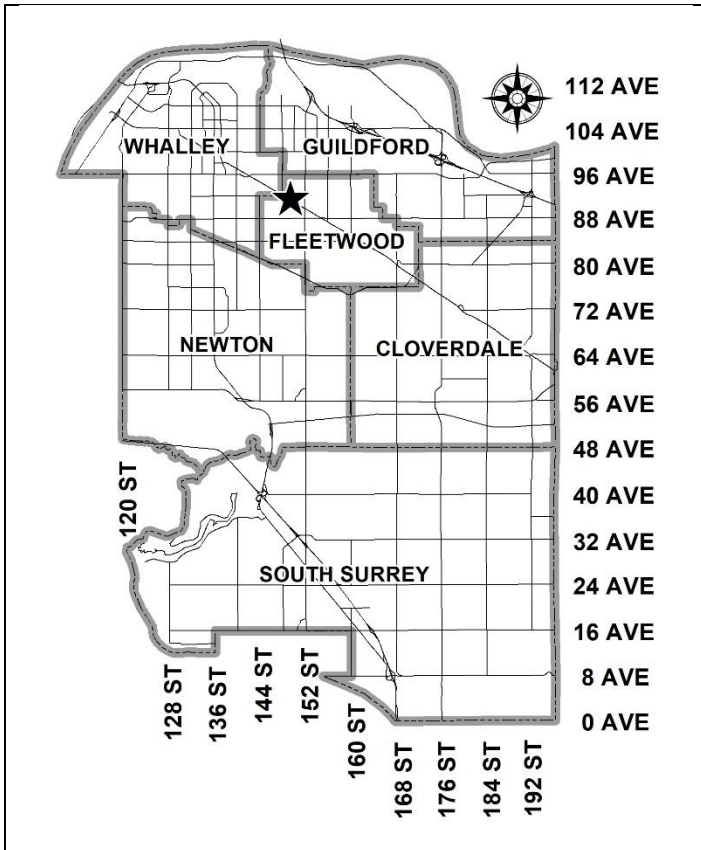 112 AVE
104 AVE
WHALLEY
GUILDFORD
96 AVE
88 AVE
FLEETWOOD
80 AVE
72 AVE
NEWTON
CLOVERDALE
64 AVE
56 AVE
48 AVE
120 ST
40 AVE
32 AVE
SOUTH SURREY
24 AVE
16 AVE
8 AVE
0 AVE
128 ST
136 ST
144 ST
152 ST
160 ST
168 ST
176 ST
184 ST
192 ST